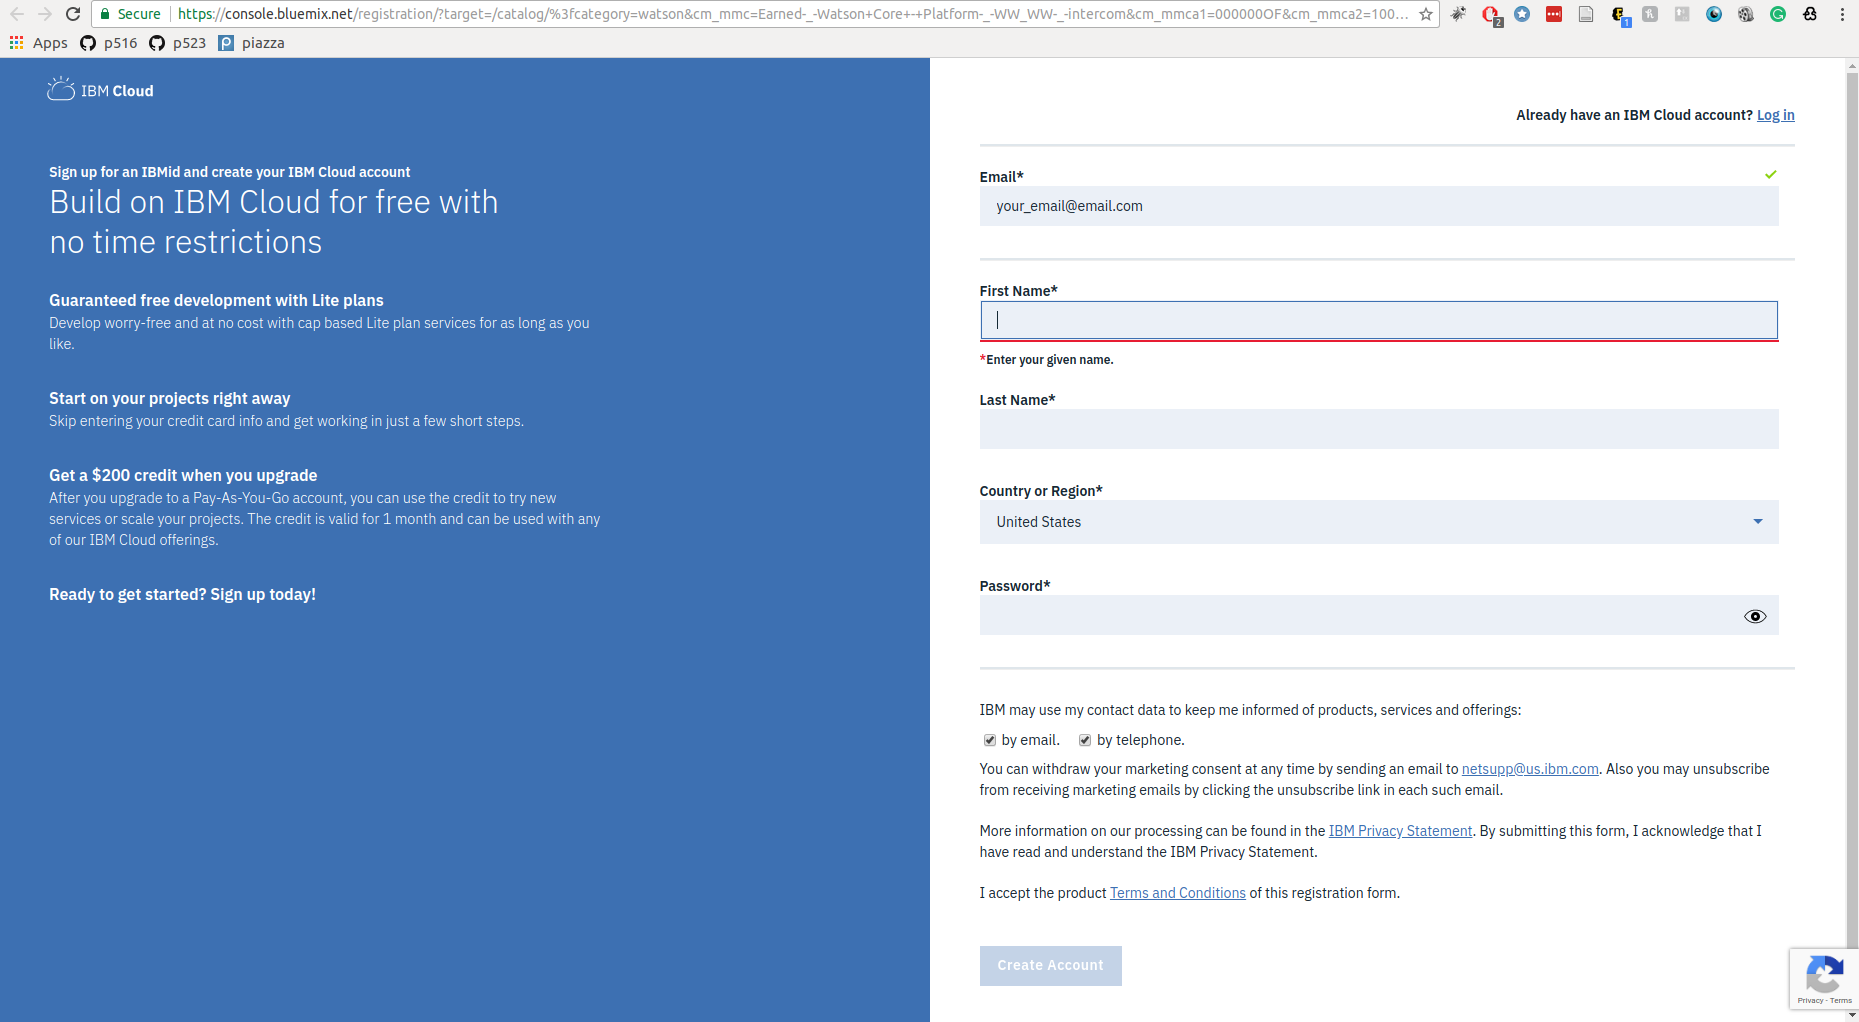 Secure https://console.bluemix.net/registration/?target=/catalog/%3fcategory=watson&cm_mmc=Earned-_-Watson+Core+-+Platform-_-WW_WW-_-intercom&cm_mmca1=000000OF&cm_mmca2=100...
2
1
Apps p516 p523 piazza
IBM Cloud
Sign up for an IBMid and create your IBM Cloud account
Build on IBM Cloud for free with
no time restrictions
Guaranteed free development with Lite plans
Develop worry-free and at no cost with cap based Lite plan services for as long as you
like.
Start on your projects right away
Skip entering your credit card info and get working in just a few short steps.
Get a $200 credit when you upgrade
After you upgrade to a Pay-As-You-Go account, you can use the credit to try new
services or scale your projects. The credit is valid for 1 month and can be used with any
of our IBM Cloud offerings.
Ready to get started? Sign up today!
Already have an IBM Cloud account? Log in
Email*
your_email@email.com
First Name*
*Enter your given name.
Last Name*
Country or Region*
United States
Password*
IBM may use my contact data to keep me informed of products, services and offerings:
by email. by telephone.
You can withdraw your marketing consent at any time by sending an email to netsupp@us.ibm.com. Also you may unsubscribe
from receiving marketing emails by clicking the unsubscribe link in each such email.
More information on our processing can be found in the IBM Privacy Statement. By submitting this form, I acknowledge that I
have read and understand the IBM Privacy Statement.
I accept the product Terms and Conditions of this registration form.
Create Account
Privacy - Terms